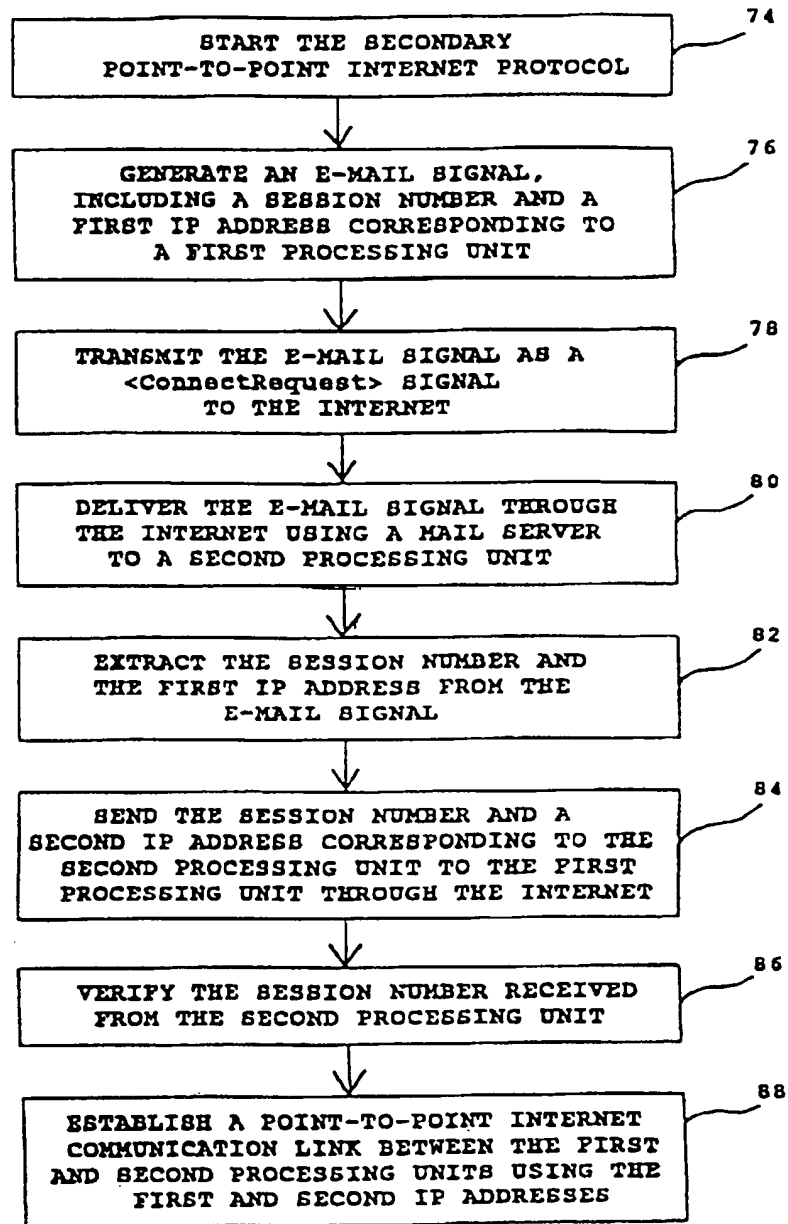 74
START THE SECONDARY
POINT-TO-POINT INTERNET PROTOCOL
76
GENERATE AN E-MAIL SIGNAL,
INCLUDING A SESSION NUMBER AND A
FIRST IP ADDRESS CORRESPONDING TO
A FIRST PROCESSING UNIT
78
TRANSMIT THE E-MAIL SIGNAL AS A
<ConnectRequest> SIGNAL
TO THE INTERNET
80
DELIVER THE E-MAIL SIGNAL THROUGH
THE INTERNET USING A MAIL SERVER
TO A SECOND PROCESSING UNIT
82
EXTRACT THE SESSION NUMBER AND
THE FIRST IP ADDRESS FROM THE
E-MAIL SIGNAL
84
SEND THE SESSION NUMBER AND A
SECOND IP ADDRESS CORRESPONDING TO THE
SECOND PROCESSING UNIT TO THE FIRST
PROCESSING UNIT THROUGH THE INTERNET
86
VERIFY THE SESSION NUMBER RECEIVED
FROM THE SECOND PROCESSING UNIT
88
ESTABLISH A POINT-TO-POINT INTERNET
COMMUNICATION LINK BETWEEN THE FIRST
AND SECOND PROCESSING UNITS USING THE
FIRST AND SECOND IP ADDRESSES